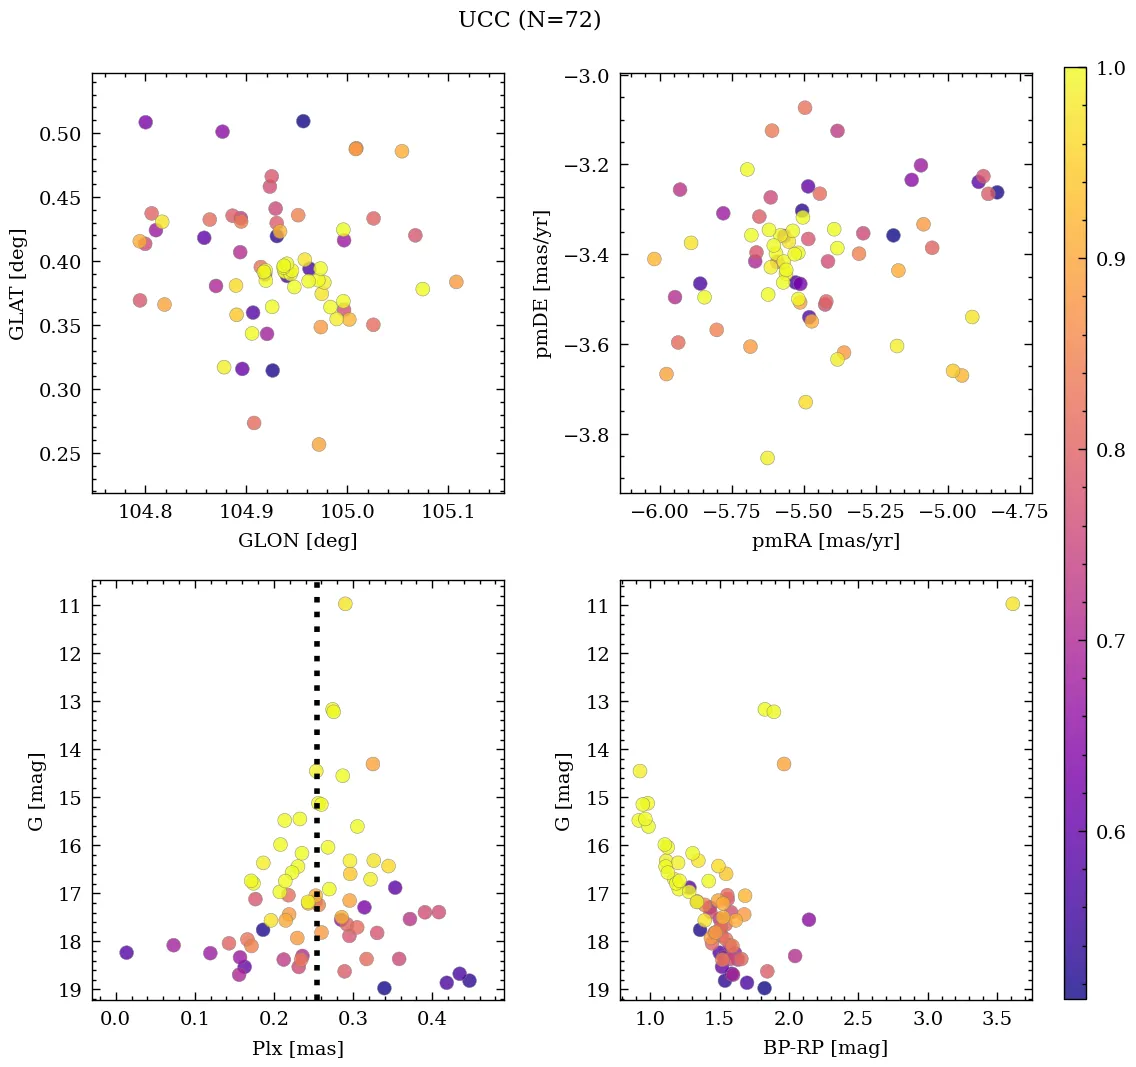 UCC (N=72)
0.50
0.45
0.40
0.35
0.30
0.25
GLAT [deg]
104.8 104.9 105.0 105.1
GLON [deg]
−3.0
−3.2
−3.4
−3.6
−3.8
pmDE [mas/yr]
−6.00 −5.75 −5.50 −5.25 −5.00 −4.75
pmRA [mas/yr]
11
12
13
14
15
16
17
18
19
G [mag]
0.0 0.1 0.2 0.3 0.4
Plx [mas]
11
12
13
14
15
16
17
18
19
G [mag]
1.0 1.5 2.0 2.5 3.0 3.5
BP-RP [mag]
1.0
0.9
0.8
0.7
0.6